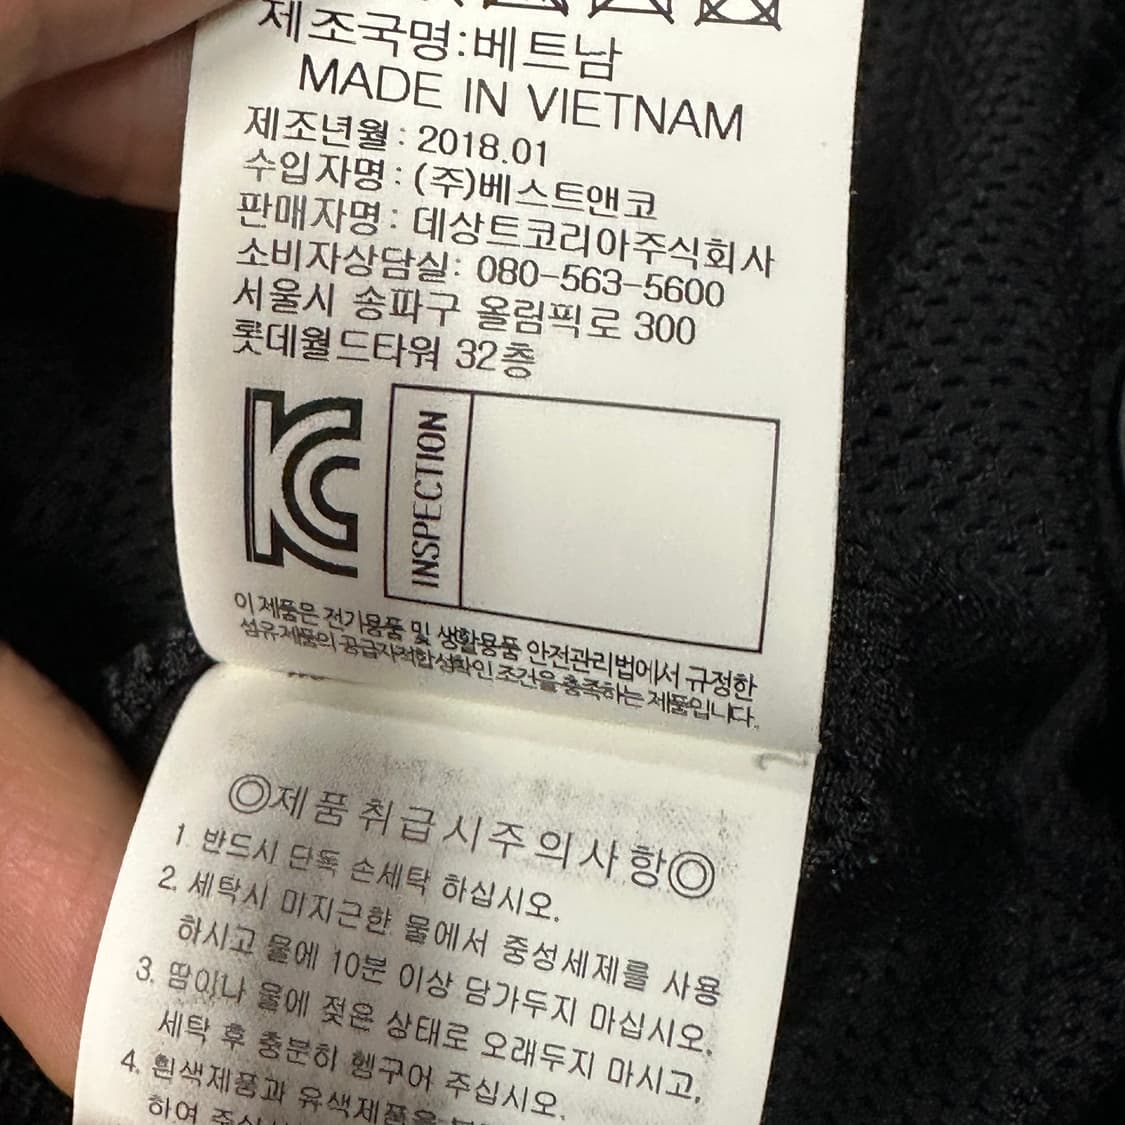 제조국명:베트남
MADE IN VIETNAM
제조년월 : 2018.01
수입자명 : (주)베스트앤코
판매자명 : 데상트코리아주식회사
소비자상담실: 080-563-5600
서울시 송파구 올림픽로 300
롯데월드타워 32층
KC
INSPECTION
이 제품은 전기용품 및 생활용품 안전관리법에서 규정한
섬유제품의 공급자적합성확인 조건을 충족하는 제품입니다.
◎제품취급시주의사항◎
1. 반드시 단독 손세탁 하십시오.
2. 세탁시 미지근한 물에서 중성세제를 사용
하시고 물에 10분 이상 담가두지 마십시오.
3. 땀이나 물에 젖은 상태로 오래두지 마시고,
세탁 후 충분히 헹구어 주십시오.
4. 흰색제품과 유색제품을
하여